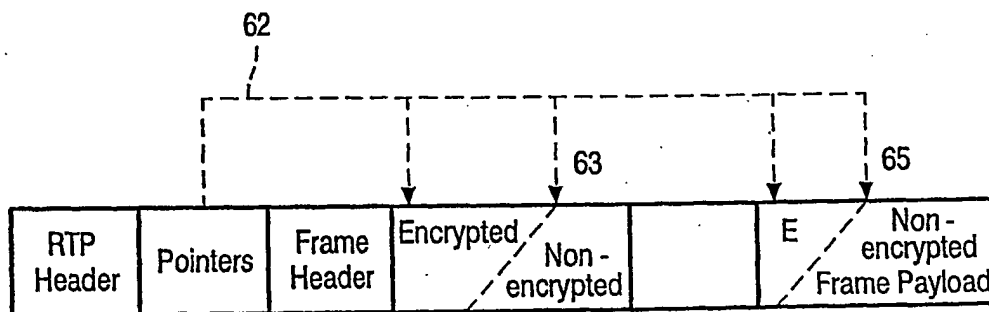 62
63
65
RTP
Header
Pointers
Frame
Header
Encrypted
Non-
encrypted
E
Non-
encrypted
Frame Payload